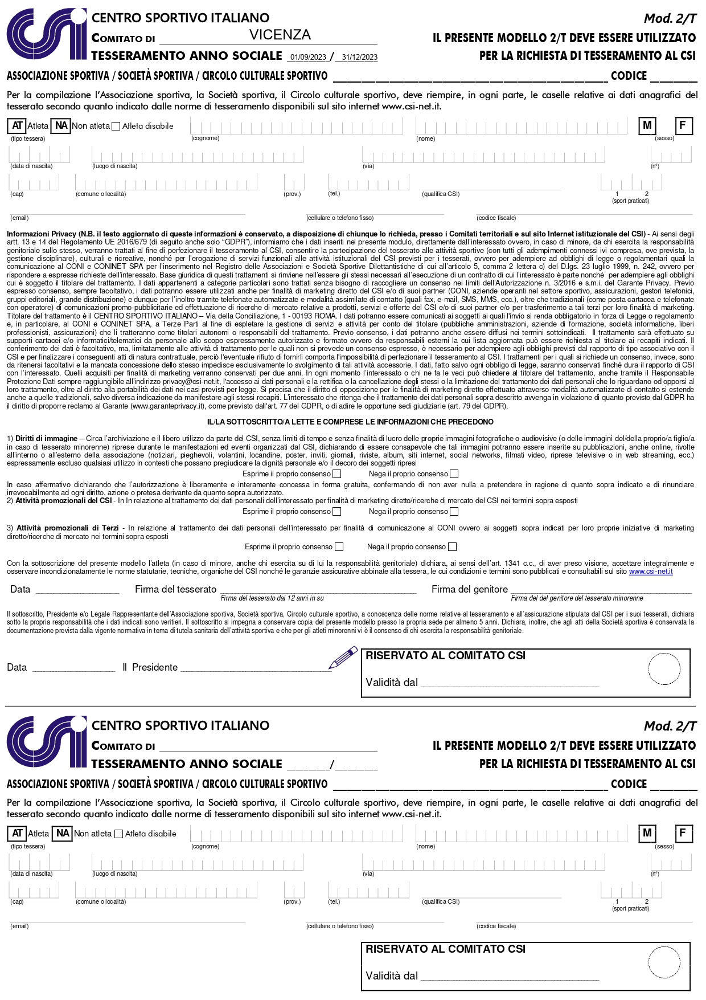 CENTRO SPORTIVO ITALIANO
Mod. 2/T
COMITATO DI VICENZA
IL PRESENTE MODELLO 2/T DEVE ESSERE UTILIZZATO
TESSERAMENTO ANNO SOCIALE 01/09/2023 / 31/12/2023
PER LA RICHIESTA DI TESSERAMENTO AL CSI
ASSOCIAZIONE SPORTIVA / SOCIETÀ SPORTIVA / CIRCOLO CULTURALE SPORTIVO CODICE
Per la compilazione l'Associazione sportiva, la Società sportiva, il Circolo culturale sportivo, deve riempire, in ogni parte, le caselle relative ai dati anagrafici del
tesserato secondo quanto indicato dalle norme di tesseramento disponibili sul sito internet www.csi-net.it.
AT Atleta NA Non atleta Atleta disabile M F
(tipo tessera) (cognome) (nome) (sesso)
(data di nascita) (luogo di nascita) (via) (n°)
(cap) (comune o località) (prov.) (tel.) (qualifica CSI) 1 2
(sport praticati)
(email) (cellulare o telefono fisso) (codice fiscale)
Informazioni Privacy (N.B. il testo aggiornato di queste informazioni è conservato, a disposizione di chiunque lo richieda, presso i Comitati territoriali e sul sito Internet istituzionale del CSI) - Ai sensi degli
artt. 13 e 14 del Regolamento UE 2016/679 (di seguito anche solo “GDPR”), informiamo che i dati inseriti nel presente modulo, direttamente dall'interessato ovvero, in caso di minore, da chi esercita la responsabilità
genitoriale sullo stesso, verranno trattati al fine di perfezionare il tesseramento al CSI, consentire la partecipazione del tesserato alle attività sportive (con tutti gli adempimenti connessi ivi compresa, ove prevista, la
gestione disciplinare), culturali e ricreative, nonché per l'erogazione di servizi funzionali alle attività istituzionali del CSI previsti per i tesserati, ovvero per adempiere ad obblighi di legge o regolamentari quali la
comunicazione al CONI e CONINET SPA per l'inserimento nel Registro delle Associazioni e Società Sportive Dilettantistiche di cui all'articolo 5, comma 2 lettera c) del D.lgs. 23 luglio 1999, n. 242, ovvero per
rispondere a espresse richieste dell'interessato. Base giuridica di questi trattamenti si rinviene nell'essere gli stessi necessari all'esecuzione di un contratto di cui l'interessato è parte nonché per adempiere agli obblighi
cui è soggetto il titolare del trattamento. I dati appartenenti a categorie particolari sono trattati senza bisogno di raccogliere un consenso nei limiti dell'Autorizzazione n. 3/2016 e s.m.i. del Garante Privacy. Previo
espresso consenso, sempre facoltativo, i dati potranno essere utilizzati anche per finalità di marketing diretto del CSI e/o di suoi partner (CONI, aziende operanti nel settore sportivo, assicurazioni, gestori telefonici,
gruppi editoriali, grande distribuzione) e dunque per l'inoltro tramite telefonate automatizzate e modalità assimilate di contatto (quali fax, e-mail, SMS, MMS, ecc.), oltre che tradizionali (come posta cartacea e telefonate
con operatore) di comunicazioni promo-pubblicitarie ed effettuazione di ricerche di mercato relative a prodotti, servizi e offerte del CSI e/o di suoi partner e/o per trasferimento a tali terzi per loro finalità di marketing.
Titolare del trattamento è il CENTRO SPORTIVO ITALIANO – Via della Conciliazione, 1 - 00193 ROMA. I dati potranno essere comunicati ai soggetti ai quali l'invio si renda obbligatorio in forza di Legge o regolamento
e, in particolare, al CONI e CONINET SPA, a Terze Parti al fine di espletare la gestione di servizi e attività per conto del titolare (pubbliche amministrazioni, aziende di formazione, società informatiche, liberi
professionisti, assicurazioni) che li tratteranno come titolari autonomi o responsabili del trattamento. Previo consenso, i dati potranno anche essere diffusi nei termini sottoindicati. Il trattamento sarà effettuato su
supporti cartacei e/o informatici/telematici da personale allo scopo espressamente autorizzato e formato ovvero da responsabili esterni la cui lista aggiornata può essere richiesta al titolare ai recapiti indicati. Il
conferimento dei dati è facoltativo, ma, limitatamente alle attività di trattamento per le quali non si prevede un consenso espresso, è necessario per adempiere agli obblighi previsti dal rapporto di tipo associativo con il
CSI e per finalizzare i conseguenti atti di natura contrattuale, perciò l'eventuale rifiuto di fornirli comporta l'impossibilità di perfezionare il tesseramento al CSI. I trattamenti per i quali si richiede un consenso, invece, sono
da ritenersi facoltativi e la mancata concessione dello stesso impedisce esclusivamente lo svolgimento di tali attività accessorie. I dati, fatto salvo ogni obbligo di legge, saranno conservati finché dura il rapporto di CSI
con l'interessato. Quelli acquisiti per finalità di marketing verranno conservati per due anni. In ogni momento l'interessato o chi ne fa le veci può chiedere al titolare del trattamento, anche tramite il Responsabile
Protezione Dati sempre raggiungibile all'indirizzo privacy@csi-net.it, l'accesso ai dati personali e la rettifica o la cancellazione degli stessi o la limitazione del trattamento dei dati personali che lo riguardano od opporsi al
loro trattamento, oltre al diritto alla portabilità dei dati nei casi previsti per legge. Si precisa che il diritto di opposizione per le finalità di marketing diretto effettuato attraverso modalità automatizzate di contatto si estende
anche a quelle tradizionali, salvo diversa indicazione da manifestare agli stessi recapiti. L'interessato che ritenga che il trattamento dei dati personali sopra descritto avvenga in violazione di quanto previsto dal GDPR ha
il diritto di proporre reclamo al Garante (www.garanteprivacy.it), come previsto dall'art. 77 del GDPR, o di adire le opportune sedi giudiziarie (art. 79 del GDPR).
IL/LA SOTTOSCRITTO/A LETTE E COMPRESE LE INFORMAZIONI CHE PRECEDONO
1) Diritti di immagine – Circa l'archiviazione e il libero utilizzo da parte del CSI, senza limiti di tempo e senza finalità di lucro delle proprie immagini fotografiche o audiovisive (o delle immagini del/della proprio/a figlio/a
in caso di tesserato minorenne) riprese durante le manifestazioni ed eventi organizzati dal CSI, dichiarando di essere consapevole che tali immagini potranno essere inserite su pubblicazioni, anche online, rivolte
all'interno o all'esterno della associazione (notiziari, pieghevoli, volantini, locandine, poster, inviti, giornali, riviste, album, siti internet, social networks, filmati video, riprese televisive o in web streaming, ecc.)
espressamente escluso qualsiasi utilizzo in contesti che possano pregiudicare la dignità personale e/o il decoro dei soggetti ripresi
Esprime il proprio consenso Nega il proprio consenso
In caso affermativo dichiarando che l'autorizzazione è liberamente e interamente concessa in forma gratuita, confermando di non aver nulla a pretendere in ragione di quanto sopra indicato e di rinunciare
irrevocabilmente ad ogni diritto, azione o pretesa derivante da quanto sopra autorizzato.
2) Attività promozionali del CSI - In In relazione al trattamento dei dati personali dell'interessato per finalità di marketing diretto/ricerche di mercato del CSI nei termini sopra esposti
Esprime il proprio consenso Nega il proprio consenso
3) Attività promozionali di Terzi - In relazione al trattamento dei dati personali dell'interessato per finalità di comunicazione al CONI ovvero ai soggetti sopra indicati per loro proprie iniziative di marketing
diretto/ricerche di mercato nei termini sopra esposti
Esprime il proprio consenso Nega il proprio consenso
Con la sottoscrizione del presente modello l'atleta (in caso di minore, anche chi esercita su di lui la responsabilità genitoriale) dichiara, ai sensi dell'art. 1341 c.c., di aver preso visione, accettare integralmente e
osservare incondizionatamente le norme statutarie, tecniche, organiche del CSI nonché le garanzie assicurative abbinate alla tessera, le cui condizioni e termini sono pubblicati e consultabili sul sito www.csi-net.it
Data Firma del tesserato Firma del genitore
Firma del tesserato dai 12 anni in su Firma del del genitore del tesserato minorenne
Il sottoscritto, Presidente e/o Legale Rappresentante dell'Associazione sportiva, Società sportiva, Circolo culturale sportivo, a conoscenza delle norme relative al tesseramento e all'assicurazione stipulata dal CSI per i suoi tesserati, dichiara
sotto la propria responsabilità che i dati indicati sono veritieri. Il sottoscritto si impegna a conservare copia del presente modello presso la propria sede per almeno 5 anni. Dichiara, inoltre, che agli atti della Società sportiva è conservata la
documentazione prevista dalla vigente normativa in tema di tutela sanitaria dell'attività sportiva e che per gli atleti minorenni vi è il consenso di chi esercita la responsabilità genitoriale.
RISERVATO AL COMITATO CSI
Data Il Presidente
Validità dal
CENTRO SPORTIVO ITALIANO
Mod. 2/T
COMITATO DI
IL PRESENTE MODELLO 2/T DEVE ESSERE UTILIZZATO
TESSERAMENTO ANNO SOCIALE /
PER LA RICHIESTA DI TESSERAMENTO AL CSI
ASSOCIAZIONE SPORTIVA / SOCIETÀ SPORTIVA / CIRCOLO CULTURALE SPORTIVO CODICE
Per la compilazione l'Associazione sportiva, la Società sportiva, il Circolo culturale sportivo, deve riempire, in ogni parte, le caselle relative ai dati anagrafici del
tesserato secondo quanto indicato dalle norme di tesseramento disponibili sul sito internet www.csi-net.it.
AT Atleta NA Non atleta Atleta disabile M F
(tipo tessera) (cognome) (nome) (sesso)
(data di nascita) (luogo di nascita) (via) (n°)
(cap) (comune o località) (prov.) (tel.) (qualifica CSI) 1 2
(sport praticati)
(email) (cellulare o telefono fisso) (codice fiscale)
RISERVATO AL COMITATO CSI
Validità dal